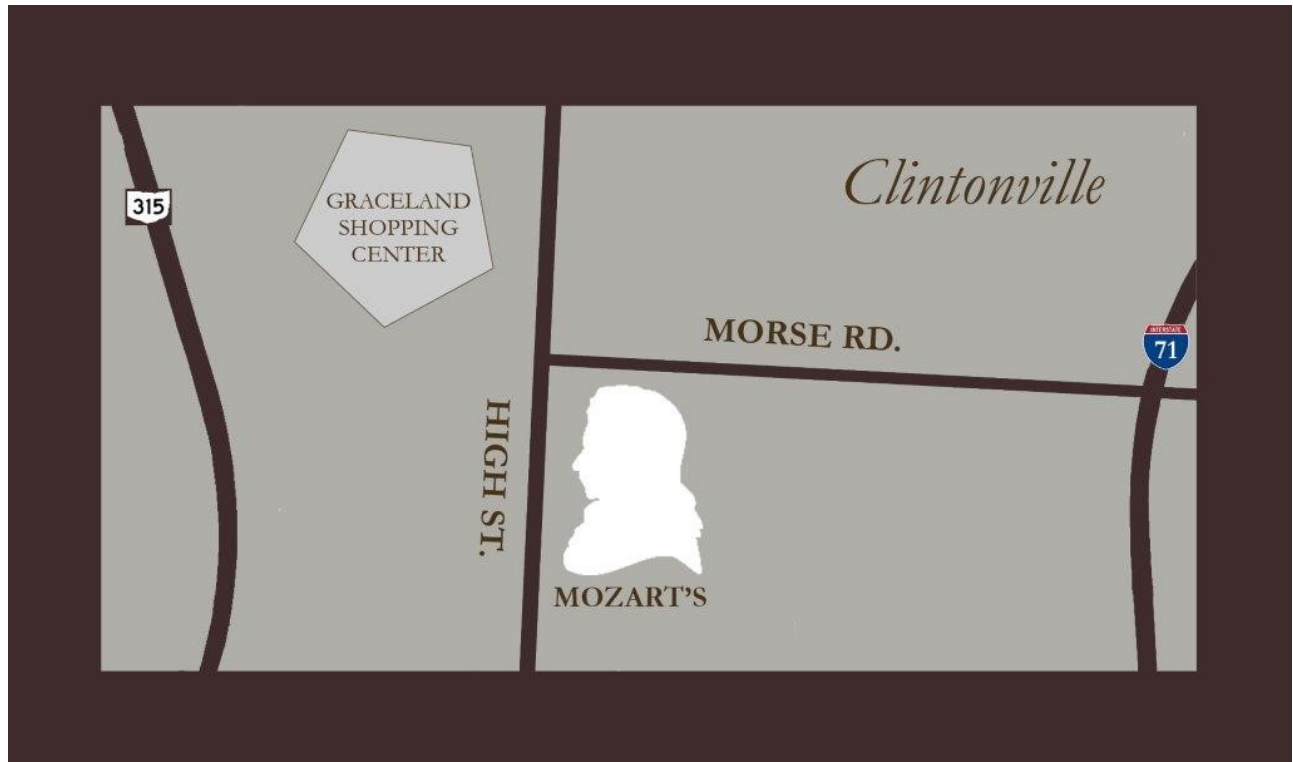 315
GRACELAND
SHOPPING
CENTER
Clintonville
MORSE RD.
INTERSTATE
71
HIGH ST.
MOZART'S